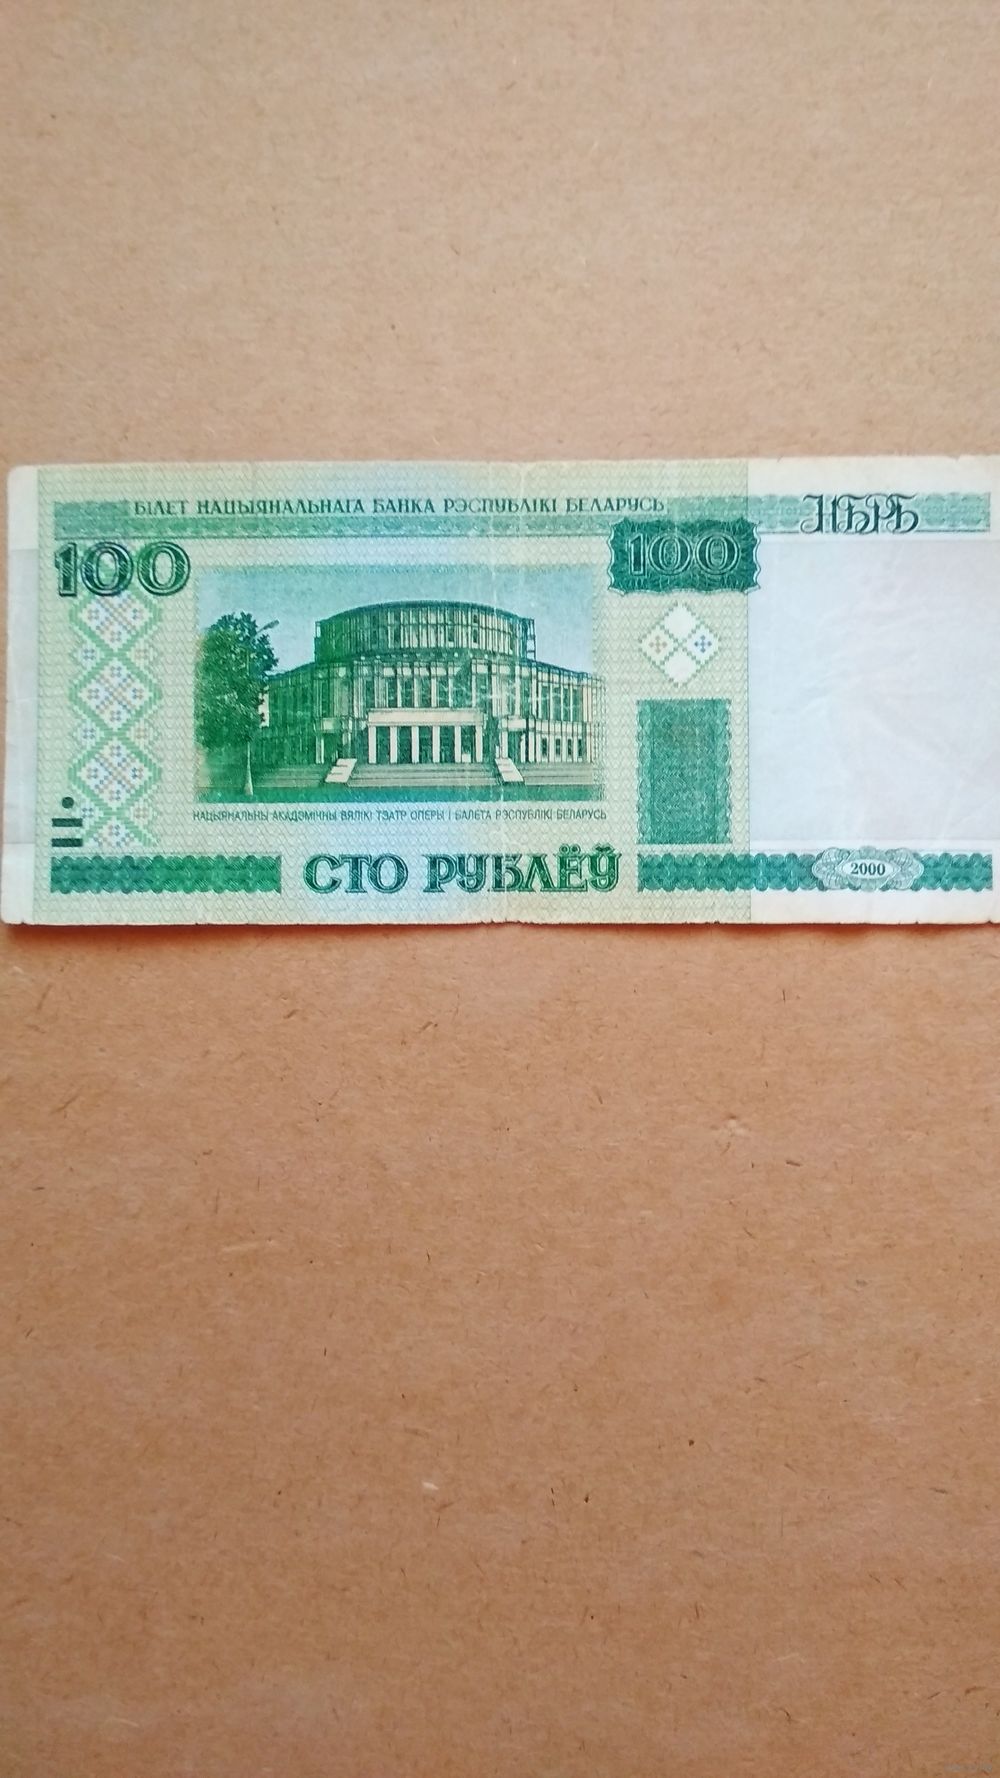 БІЛЕТ НАЦЫЯНАЛЬНАГА БАНКА РЭСПУБЛІКІ БЕЛАРУСЬ
НБРБ
100
100
НАЦЫЯНАЛЬНЫ АКАДЭМІЧНЫ ВЯЛІКІ ТЭАТР ОПЕРЫ І БАЛЕТА РЭСПУБЛІКІ БЕЛАРУСЬ
СТО РУБЛЁЎ
2000